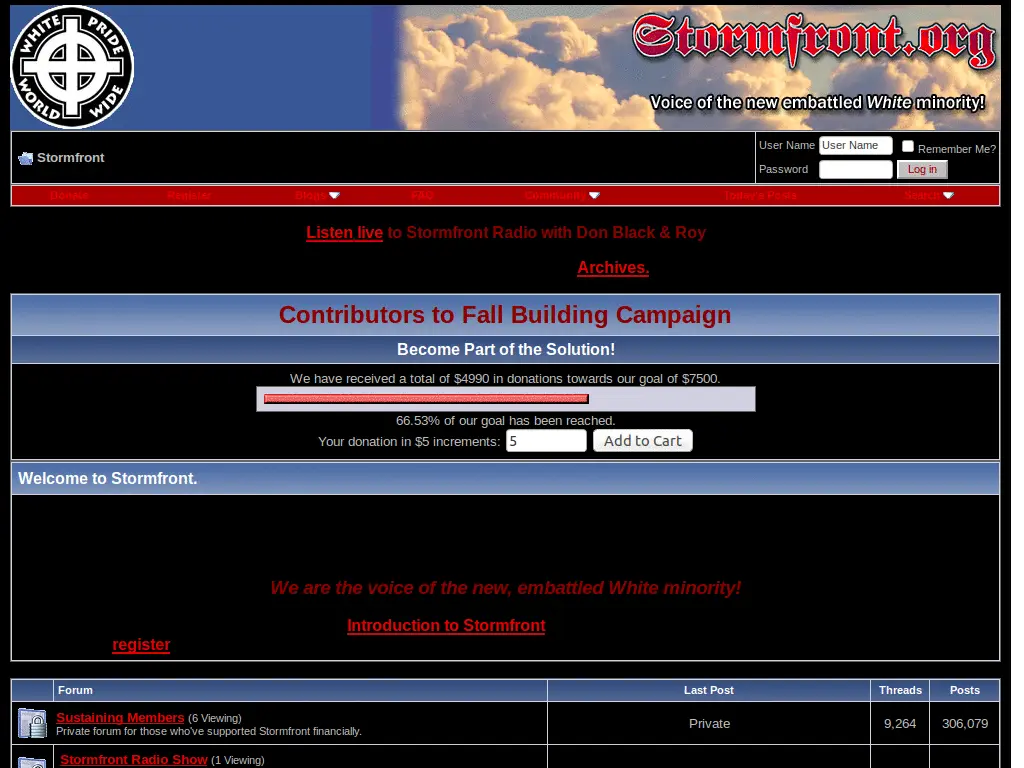 WHITE PRIDE
WORLD WIDE
Stormfront.org
Voice of the new embattled White minority!
Stormfront
User Name User Name Remember Me?
Password Log in
Donate Register Blogs FAQ Community Today's Posts Search
Listen live to Stormfront Radio with Don Black & Roy
Archives.
Contributors to Fall Building Campaign
Become Part of the Solution!
We have received a total of $4990 in donations towards our goal of $7500.
66.53% of our goal has been reached.
Your donation in $5 increments: 5 Add to Cart
Welcome to Stormfront.
We are the voice of the new, embattled White minority!
Introduction to Stormfront
register
Forum Last Post Threads Posts
Sustaining Members (6 Viewing)
Private forum for those who've supported Stormfront financially.
Private 9,264 306,079
Stormfront Radio Show (1 Viewing)